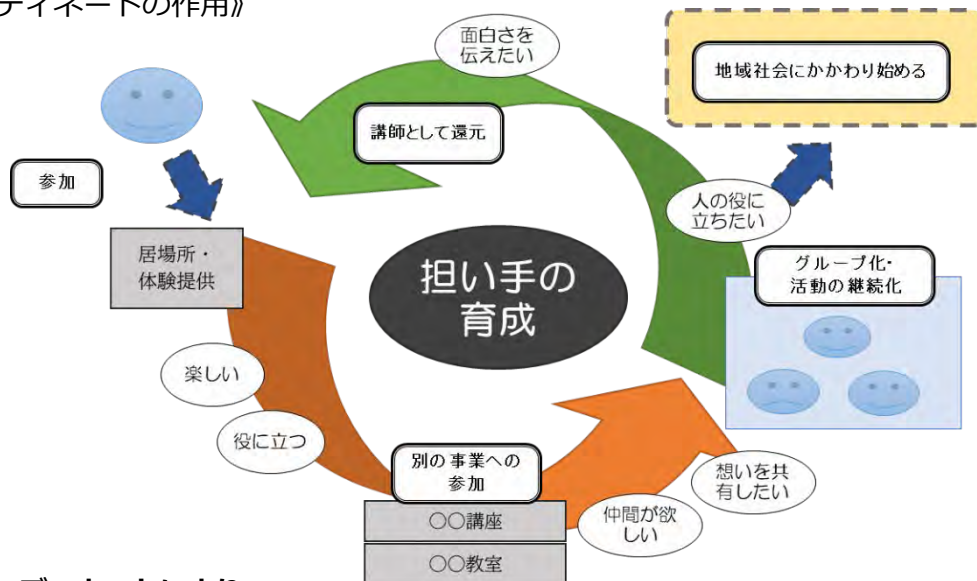 ディネートの作用》
面白さを
伝えたい
地域社会にかかわり始める
講師として還元
参加
人の役に
立ちたい
居場所・
体験提供
担い手の
育成
グループ化・
活動の継続化
楽しい
役に立つ
別の事業への
参加
想いを共
有したい
〇〇講座
仲間が欲
しい
〇〇教室